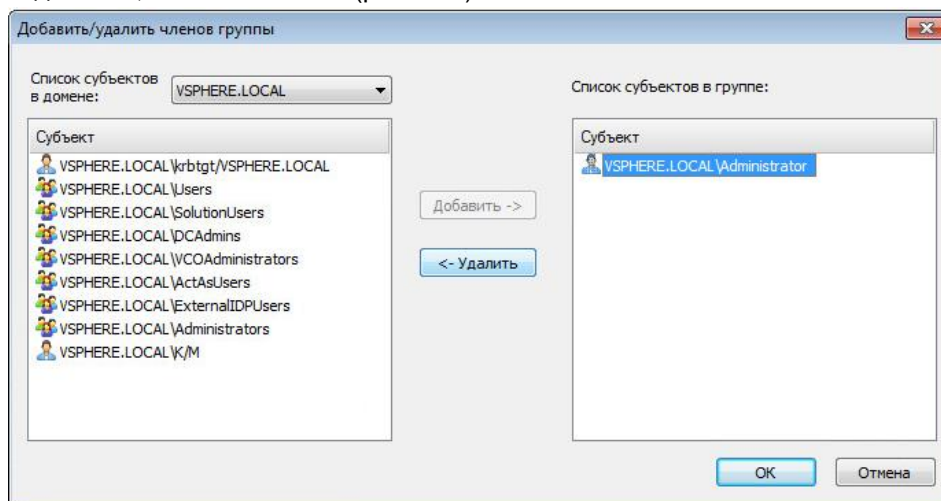 Добавить/удалить членов группы
Список субъектов
в домене:
VSPHERE.LOCAL
Список субъектов в группе:
Субъект
VSPHERE.LOCAL\krbtgt/VSPHERE.LOCAL
VSPHERE.LOCAL\Users
VSPHERE.LOCAL\SolutionUsers
VSPHERE.LOCAL\DCAdmins
VSPHERE.LOCAL\VCOAdministrators
VSPHERE.LOCAL\ActAsUsers
VSPHERE.LOCAL\ExternalIDPUsers
VSPHERE.LOCAL\Administrators
VSPHERE.LOCAL\K/M
Добавить ->
<- Удалить
Субъект
VSPHERE.LOCAL\Administrator
OK
Отмена